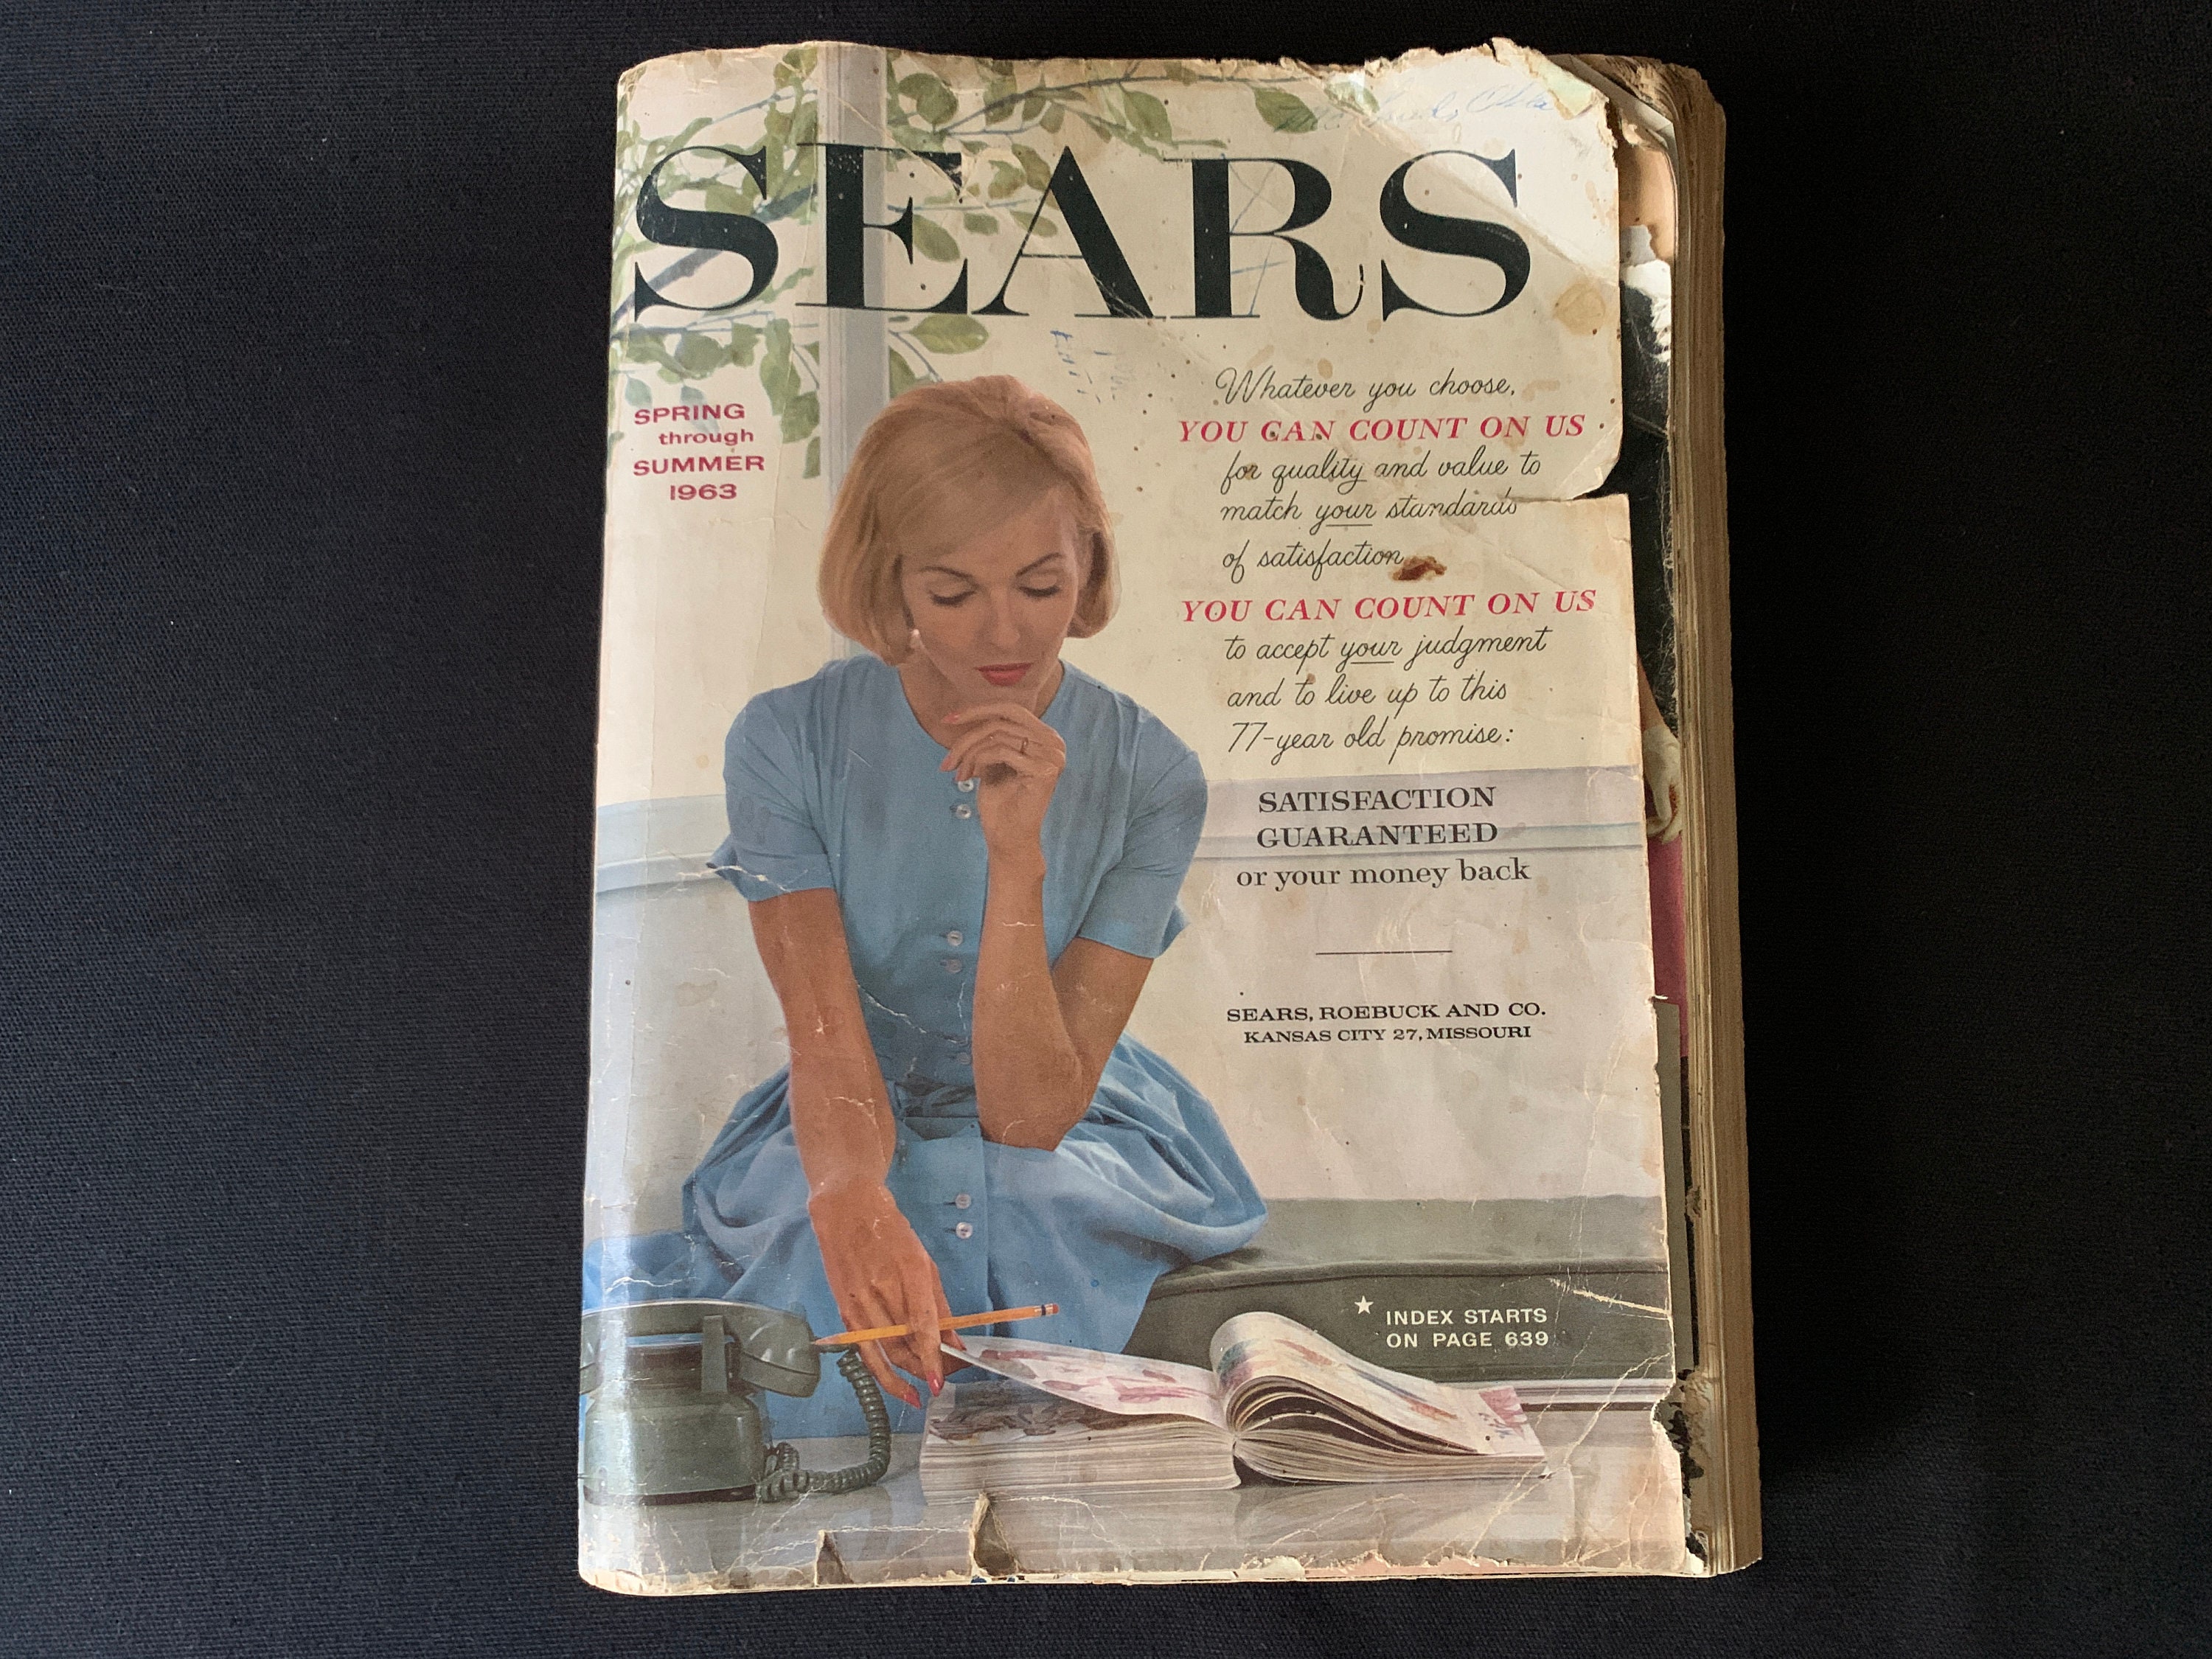 SEARS
SPRING
through
SUMMER
1963
Whatever you choose,
YOU CAN COUNT ON US
for quality and value to
match your standards
of satisfaction
YOU CAN COUNT ON US
to accept your judgment
and to live up to this
77-year old promise:
SATISFACTION
GUARANTEED
or your money back
SEARS, ROEBUCK AND CO.
KANSAS CITY 27, MISSOURI
★ INDEX STARTS
ON PAGE 639